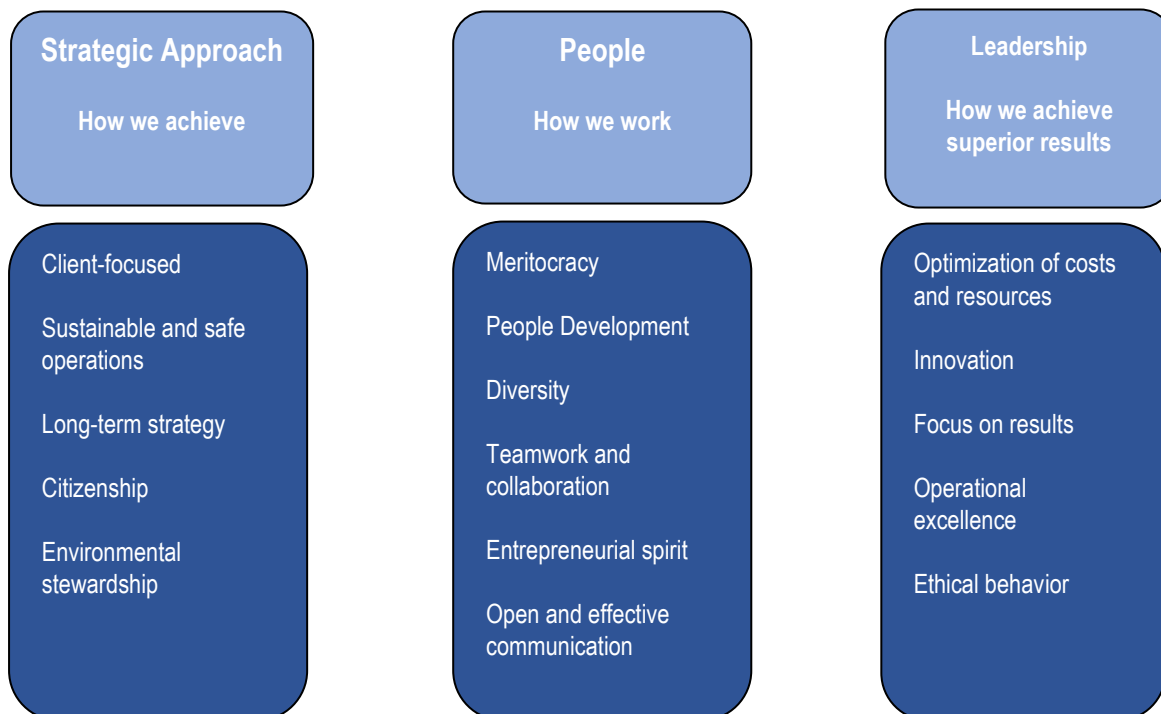 Strategic Approach
How we achieve
Client-focused
Sustainable and safe
operations
Long-term strategy
Citizenship
Environmental
stewardship
People
How we work
Meritocracy
People Development
Diversity
Teamwork and
collaboration
Entrepreneurial spirit
Open and effective
communication
Leadership
How we achieve
superior results
Optimization of costs
and resources
Innovation
Focus on results
Operational
excellence
Ethical behavior